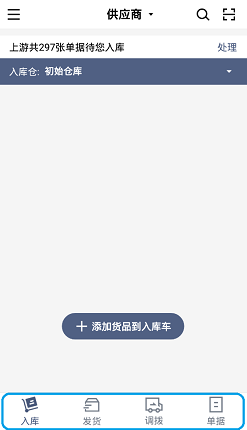 供应商
上游共297张单据待您入库 处理
入库仓: 初始仓库
添加货品到入库车
入库 发货 调拨 单据